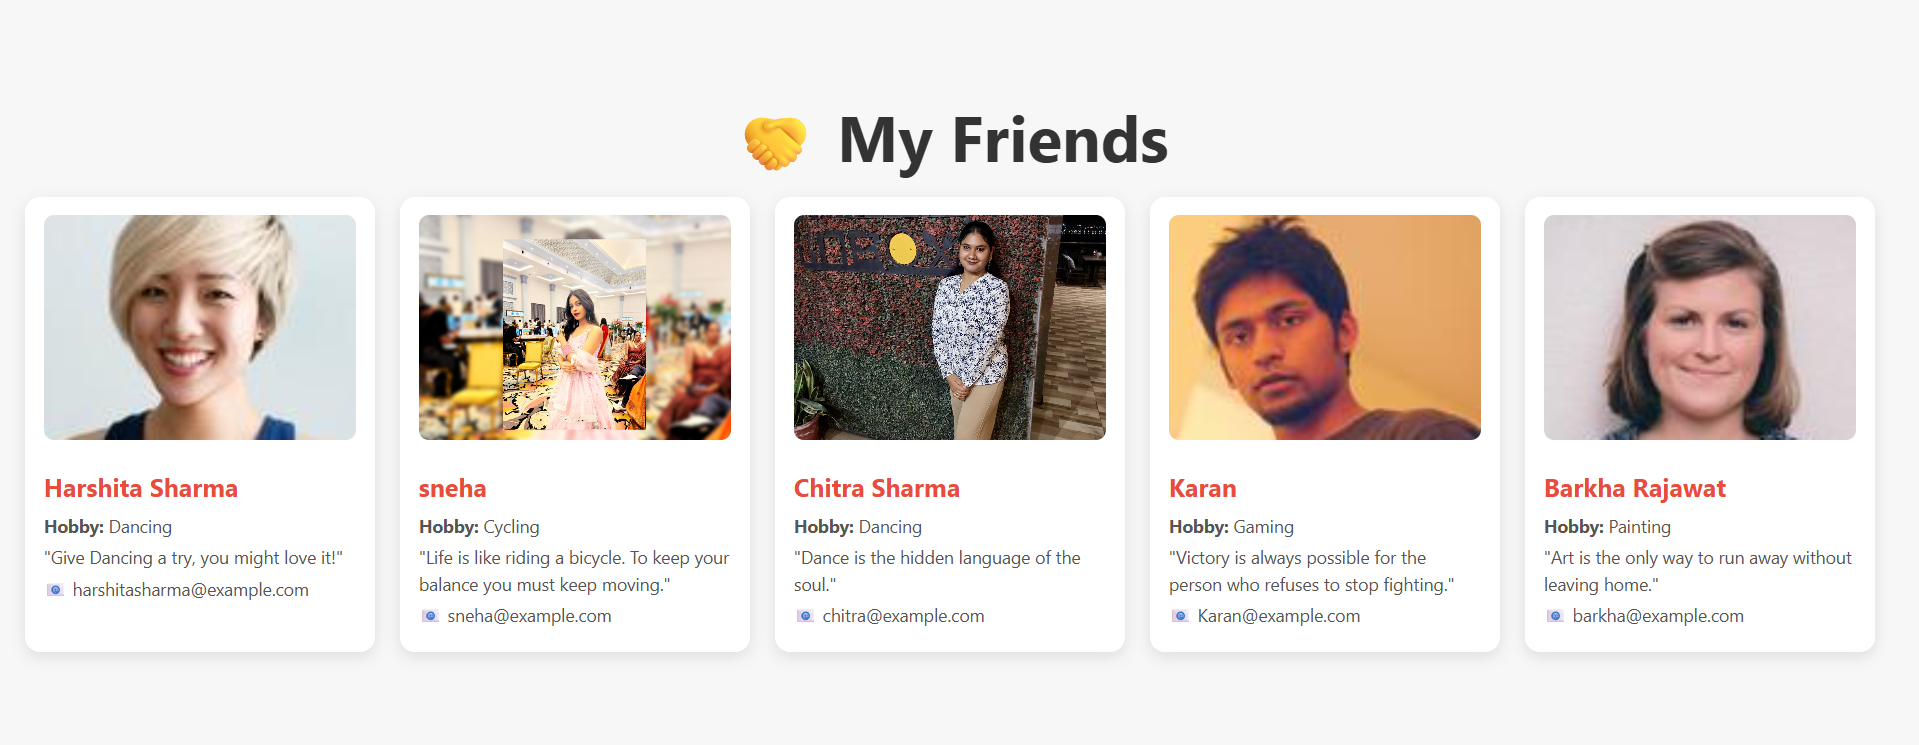 🤝 My Friends
Harshita Sharma
Hobby: Dancing
"Give Dancing a try, you might love it!"
📧 harshitasharma@example.com
sneha
Hobby: Cycling
"Life is like riding a bicycle. To keep your
balance you must keep moving."
📧 sneha@example.com
Chitra Sharma
Hobby: Dancing
"Dance is the hidden language of the
soul."
📧 chitra@example.com
Karan
Hobby: Gaming
"Victory is always possible for the
person who refuses to stop fighting."
📧 Karan@example.com
Barkha Rajawat
Hobby: Painting
"Art is the only way to run away without
leaving home."
📧 barkha@example.com